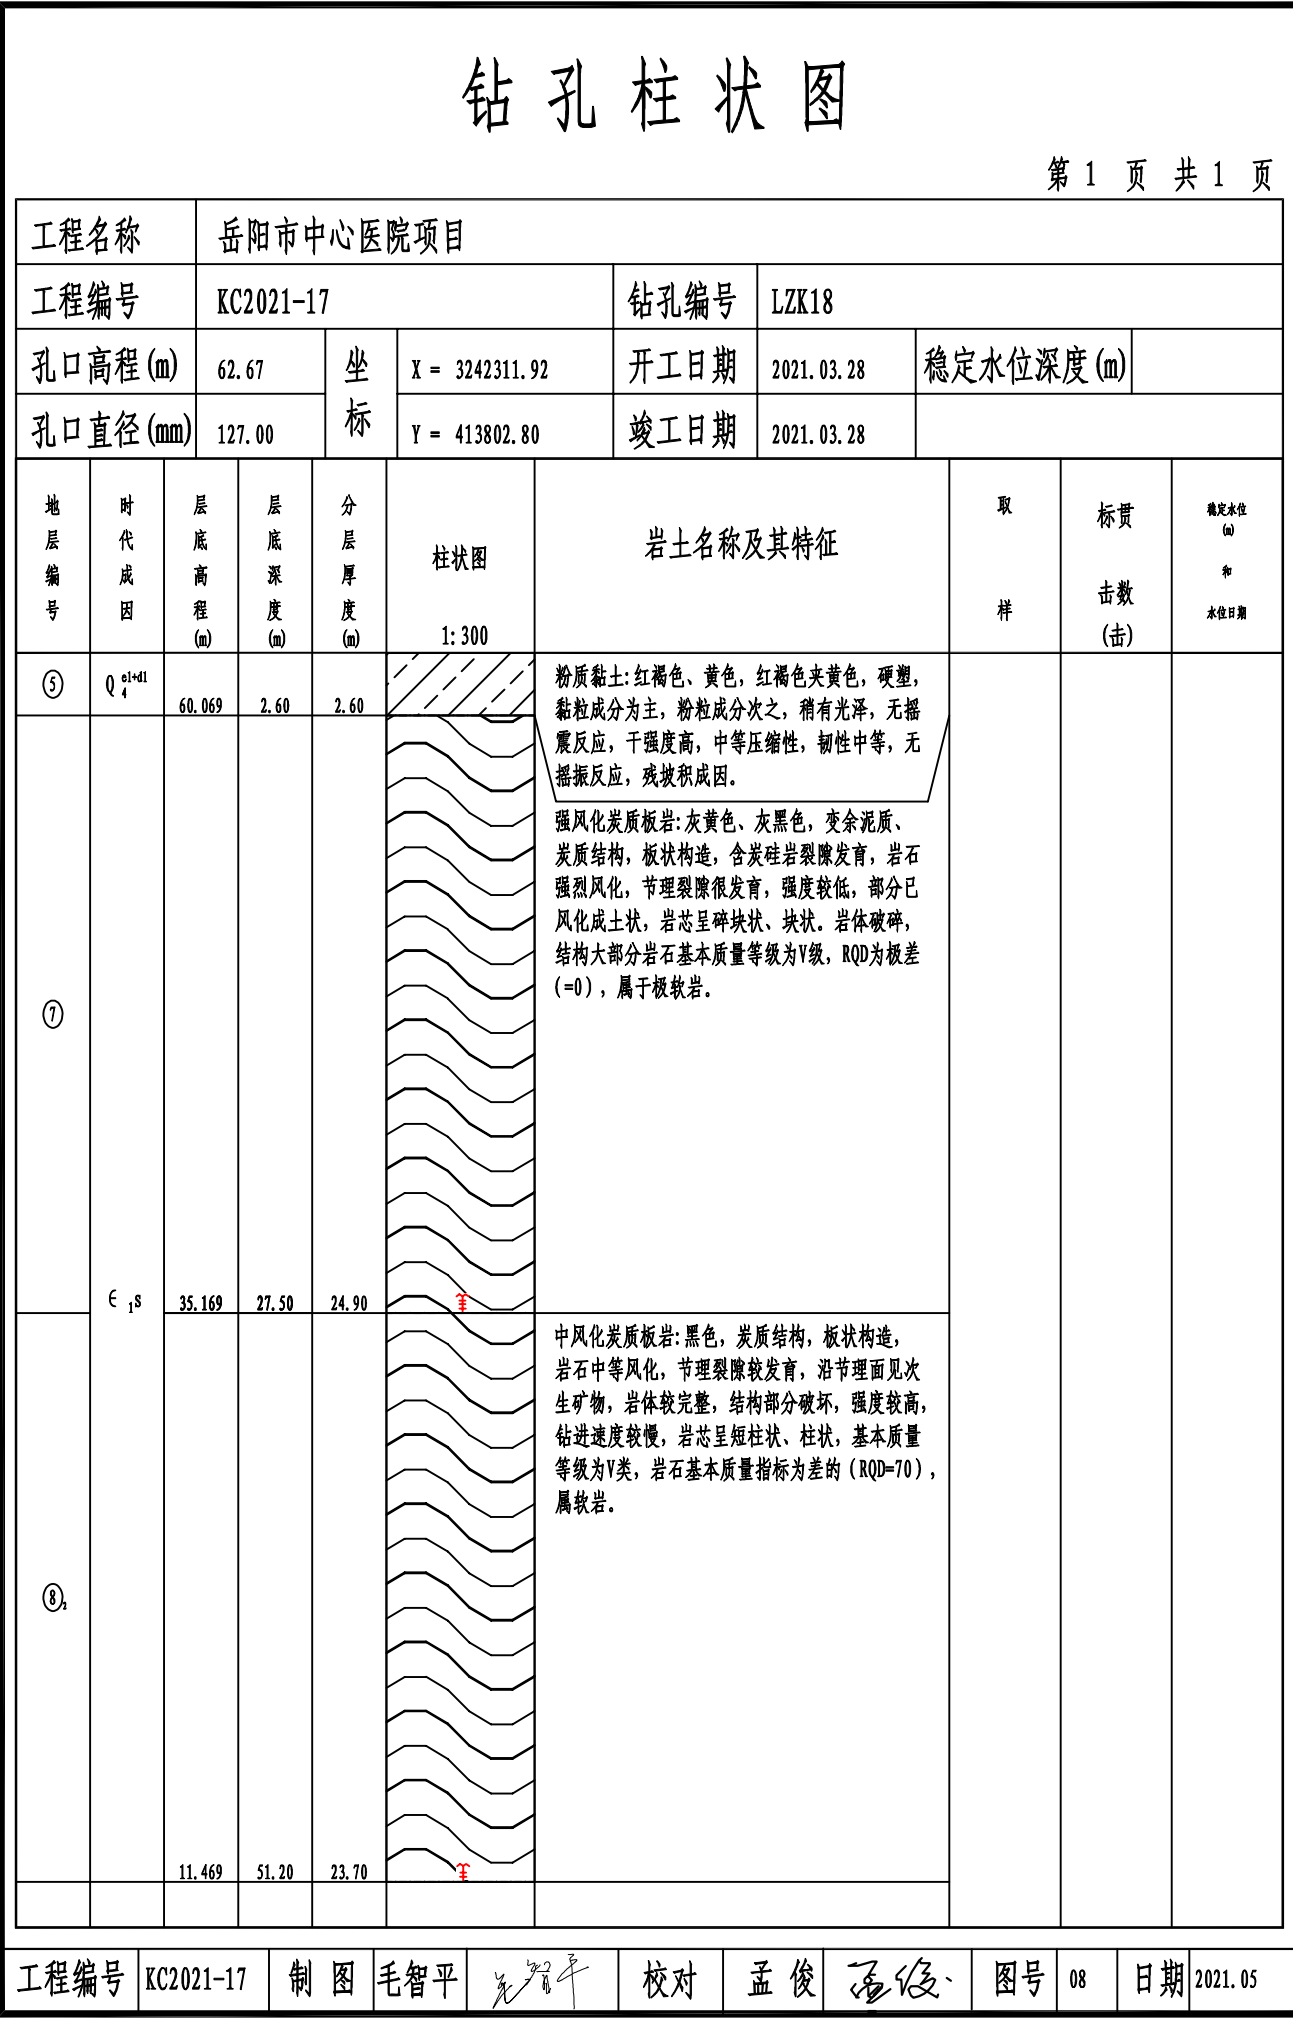 钻孔柱状图
第 1 页 共 1 页
工程名称 岳阳市中心医院项目
工程编号 KC2021-17 钻孔编号 LZK18
孔口高程(m) 62.67 坐标 X = 3242311.92 开工日期 2021.03.28 稳定水位深度(m)
孔口直径(mm) 127.00 Y = 413802.80 竣工日期 2021.03.28
地层编号 时代成因 层底高程(m) 层底深度(m) 分层厚度(m) 柱状图 1:300 岩土名称及其特征 取样 标贯击数(击) 稳定水位(m)和水位日期
⑤ Q 4 el+dl 60.069 2.60 2.60
粉质黏土:红褐色、黄色，红褐色夹黄色，硬塑，
黏粒成分为主，粉粒成分次之，稍有光泽，无摇
震反应，干强度高，中等压缩性，韧性中等，无
摇振反应，残坡积成因。
强风化炭质板岩:灰黄色、灰黑色，变余泥质、
炭质结构，板状构造，含炭硅岩裂隙发育，岩石
强烈风化，节理裂隙很发育，强度较低，部分已
风化成土状，岩芯呈碎块状、块状。岩体破碎，
结构大部分岩石基本质量等级为V级，RQD为极差
(=0)，属于极软岩。
⑦
∈ 1s 35.169 27.50 24.90
中风化炭质板岩:黑色，炭质结构，板状构造，
岩石中等风化，节理裂隙较发育，沿节理面见次
生矿物，岩体较完整，结构部分破坏，强度较高，
钻进速度较慢，岩芯呈短柱状、柱状，基本质量
等级为V类，岩石基本质量指标为差的(RQD=70)，
属软岩。
⑧2
11.469 51.20 23.70
工程编号 KC2021-17 制图 毛智平 毛智平 校对 孟俊 孟俊 图号 08 日期 2021.05